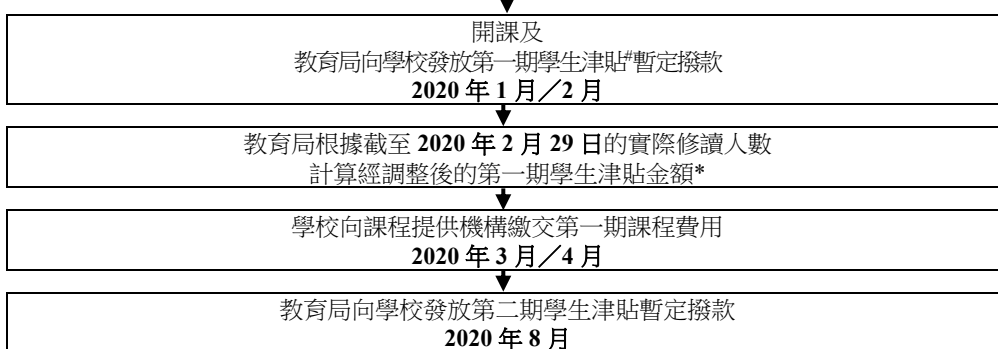 開課及
教育局向學校發放第一期學生津貼#暫定撥款
2020 年 1 月／2 月
教育局根據截至 2020 年 2 月 29 日的實際修讀人數
計算經調整後的第一期學生津貼金額*
學校向課程提供機構繳交第一期課程費用
2020 年 3 月／4 月
教育局向學校發放第二期學生津貼暫定撥款
2020 年 8 月